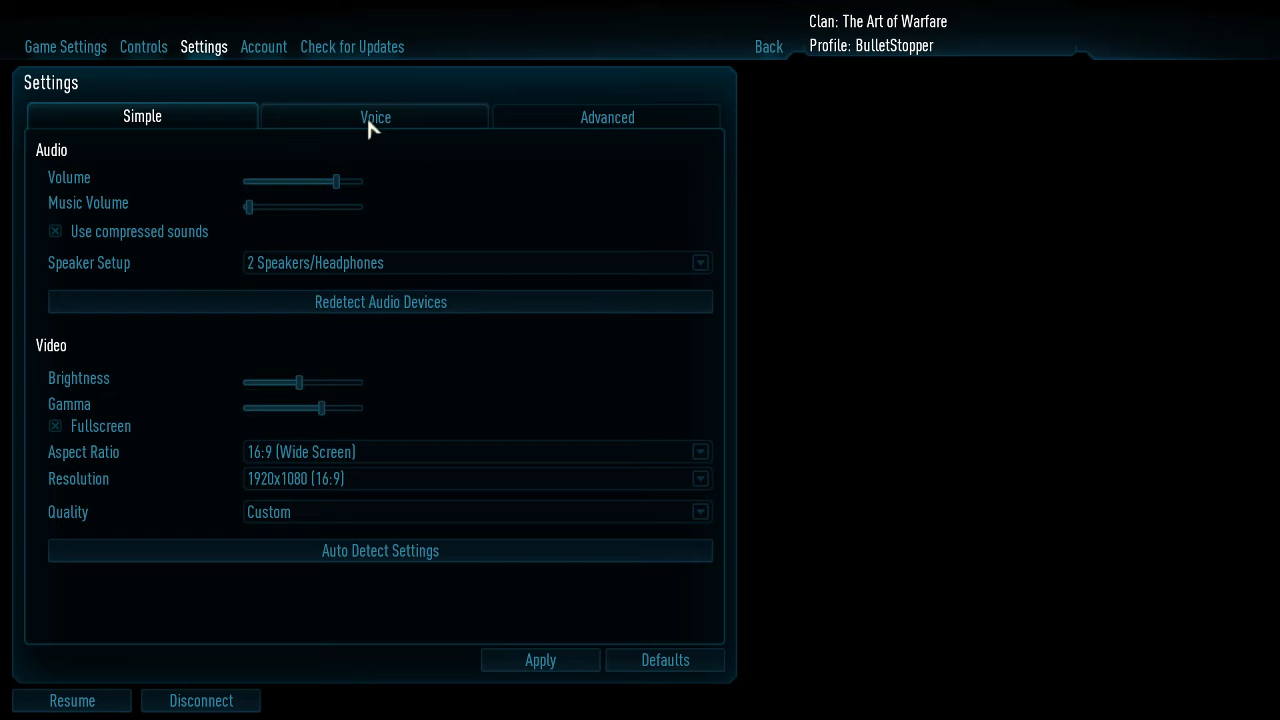 Clan: The Art of Warfare
Game Settings Controls Settings Account Check for Updates Back Profile: BulletStopper
Settings
Simple Voice Advanced
Audio
Volume
Music Volume
Use compressed sounds
Speaker Setup 2 Speakers/Headphones
Redetect Audio Devices
Video
Brightness
Gamma
Fullscreen
Aspect Ratio 16:9 (Wide Screen)
Resolution 1920x1080 (16:9)
Quality Custom
Auto Detect Settings
Apply Defaults
Resume Disconnect